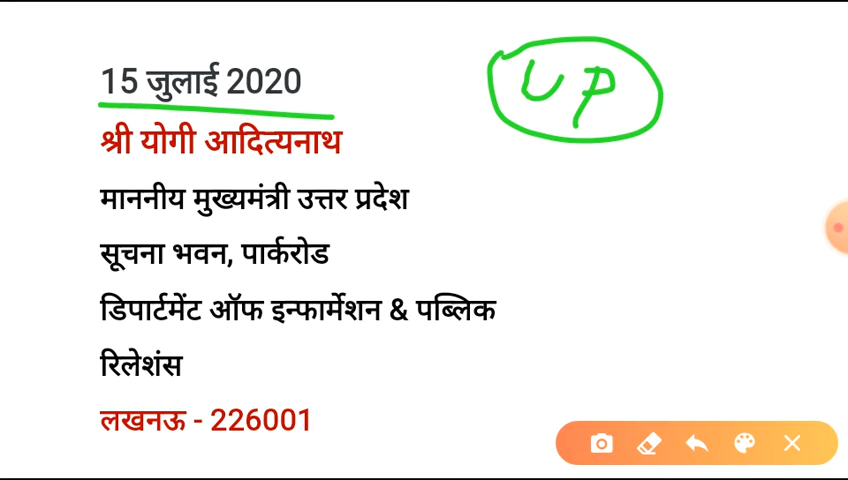 15 जुलाई 2020
UP
श्री योगी आदित्यनाथ
माननीय मुख्यमंत्री उत्तर प्रदेश
सूचना भवन, पार्करोड
डिपार्टमेंट ऑफ इन्फार्मेशन & पब्लिक
रिलेशंस
लखनऊ - 226001